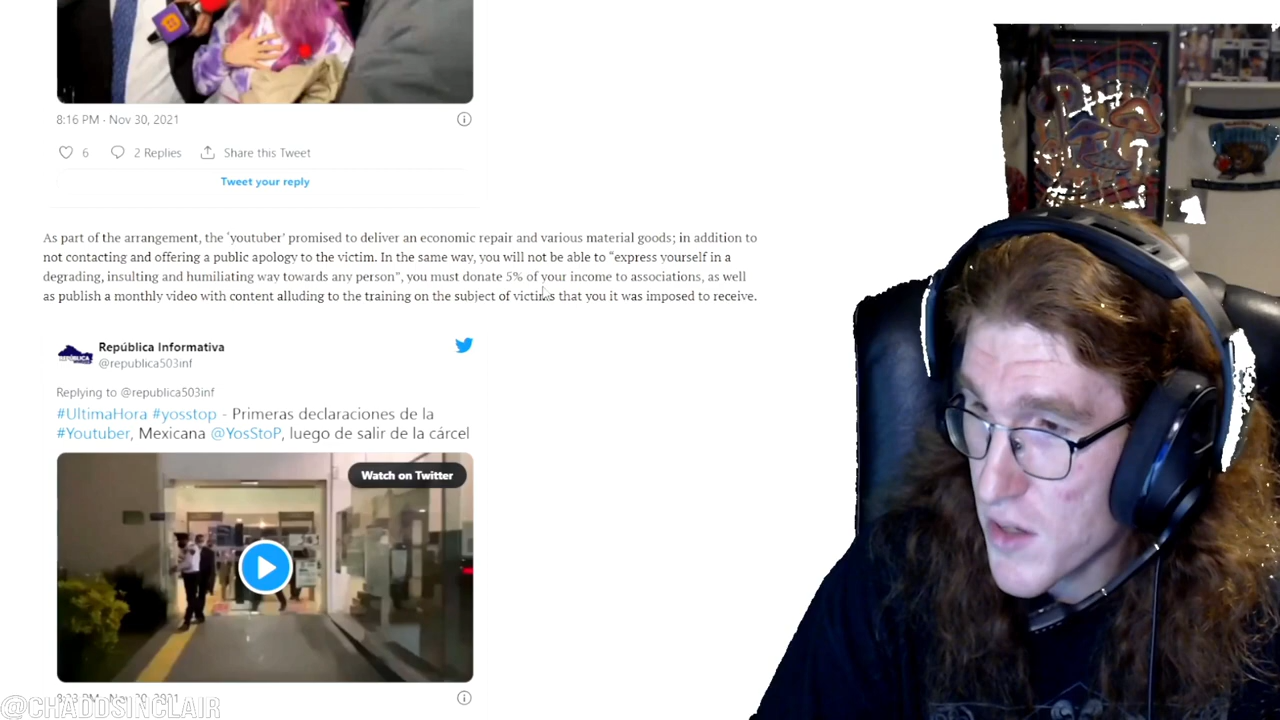 8:16 PM · Nov 30, 2021
6 2 Replies Share this Tweet
Tweet your reply
As part of the arrangement, the ‘youtuber’ promised to deliver an economic repair and various material goods; in addition to
not contacting and offering a public apology to the victim. In the same way, you will not be able to “express yourself in a
degrading, insulting and humiliating way towards any person”, you must donate 5% of your income to associations, as well
as publish a monthly video with content alluding to the training on the subject of victims that you it was imposed to receive.
República Informativa
@republica503inf
Replying to @republica503inf
#UltimaHora #yosstop - Primeras declaraciones de la
#Youtuber, Mexicana @YosStoP, luego de salir de la cárcel
Watch on Twitter
@CHADDSINCLAIR